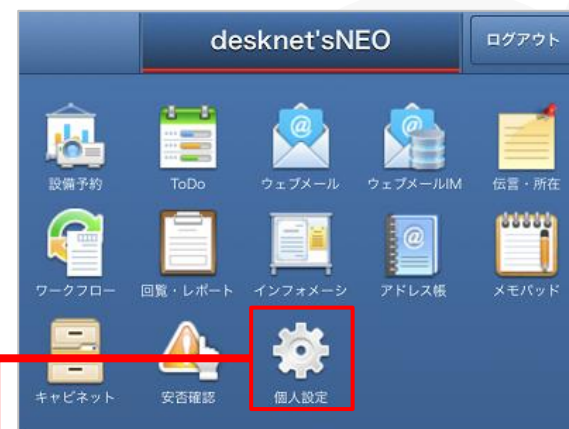 desknet'sNEO
ログアウト
設備予約
ToDo
ウェブメール
ウェブメールIM
伝言・所在
ワークフロー
回覧・レポート
インフォメーシ
アドレス帳
メモパッド
キャビネット
安否確認
個人設定